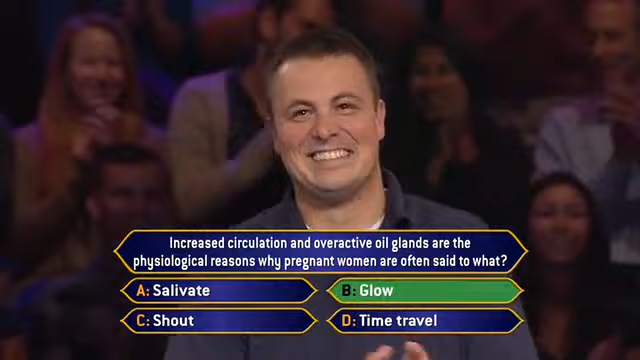 Increased circulation and overactive oil glands are the
physiological reasons why pregnant women are often said to what?
A: Salivate
B: Glow
C: Shout
D: Time travel